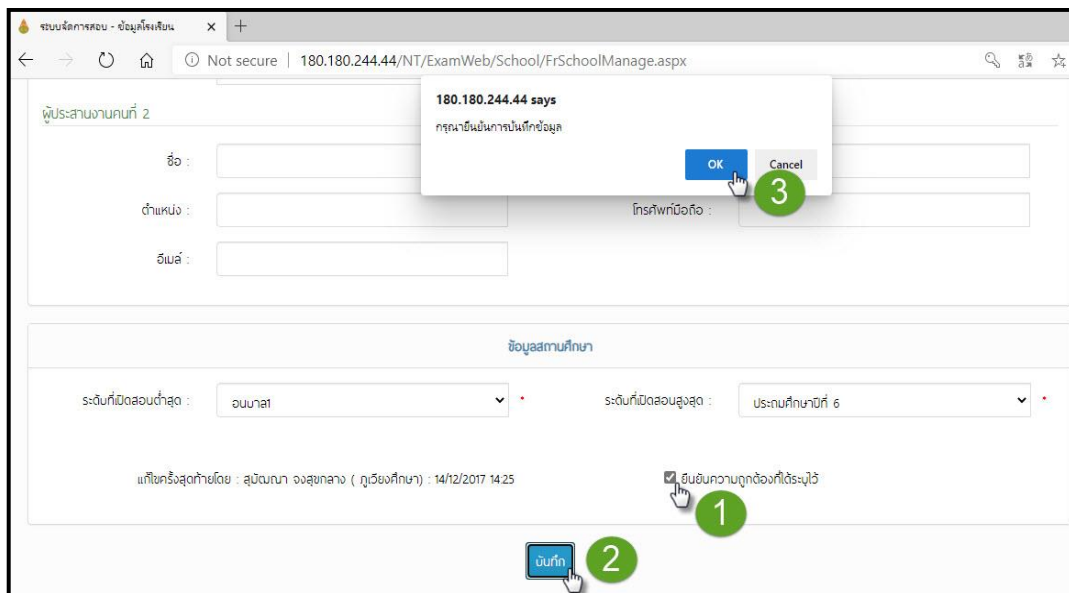 ระบบจัดการสอบ - ข้อมูลโรงเรียน
Not secure | 180.180.244.44/NT/ExamWeb/School/FrSchoolManage.aspx
180.180.244.44 says
กรุณายืนยันการบันทึกข้อมูล
OK Cancel
3
ผู้ประสานงานคนที่ 2
ชื่อ :
ตำแหน่ง : โทรศัพท์มือถือ :
อีเมล์ :
ข้อมูลสถานศึกษา
ระดับที่เปิดสอนต่ำสุด : อนุบาล1 * ระดับที่เปิดสอนสูงสุด : ประถมศึกษาปีที่ 6 *
แก้ไขครั้งสุดท้ายโดย : สุมัฒณา จงสุขกลาง ( ภูเวียงศึกษา) : 14/12/2017 14:25 ยืนยันความถูกต้องที่ได้ระบุไว้
1
บันทึก 2